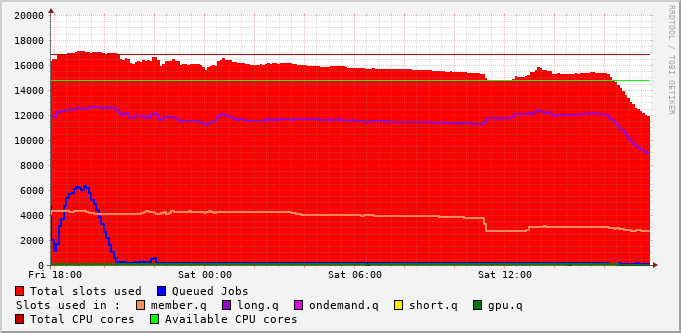 20000
18000
16000
14000
12000
10000
8000
6000
4000
2000
0
Fri 18:00 Sat 00:00 Sat 06:00 Sat 12:00
Total slots used Queued Jobs
Slots used in : member.q long.q ondemand.q short.q gpu.q
Total CPU cores Available CPU cores
RRDTOOL / TOBI OETIKER